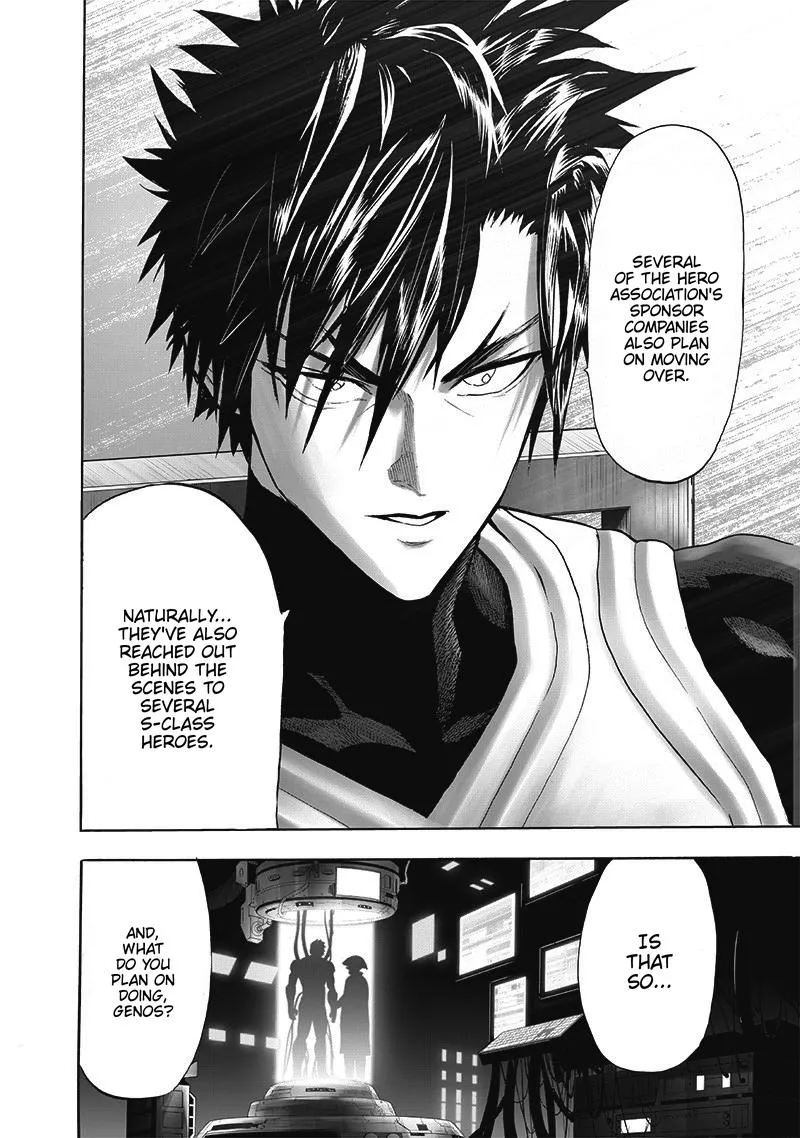 SEVERAL
OF THE HERO
ASSOCIATION'S
SPONSOR
COMPANIES
ALSO PLAN
ON MOVING
OVER.
NATURALLY...
THEY'VE ALSO
REACHED OUT
BEHIND THE
SCENES TO
SEVERAL
S-CLASS
HEROES.
IS
THAT
SO...
AND,
WHAT
DO YOU
PLAN ON
DOING,
GENOS?